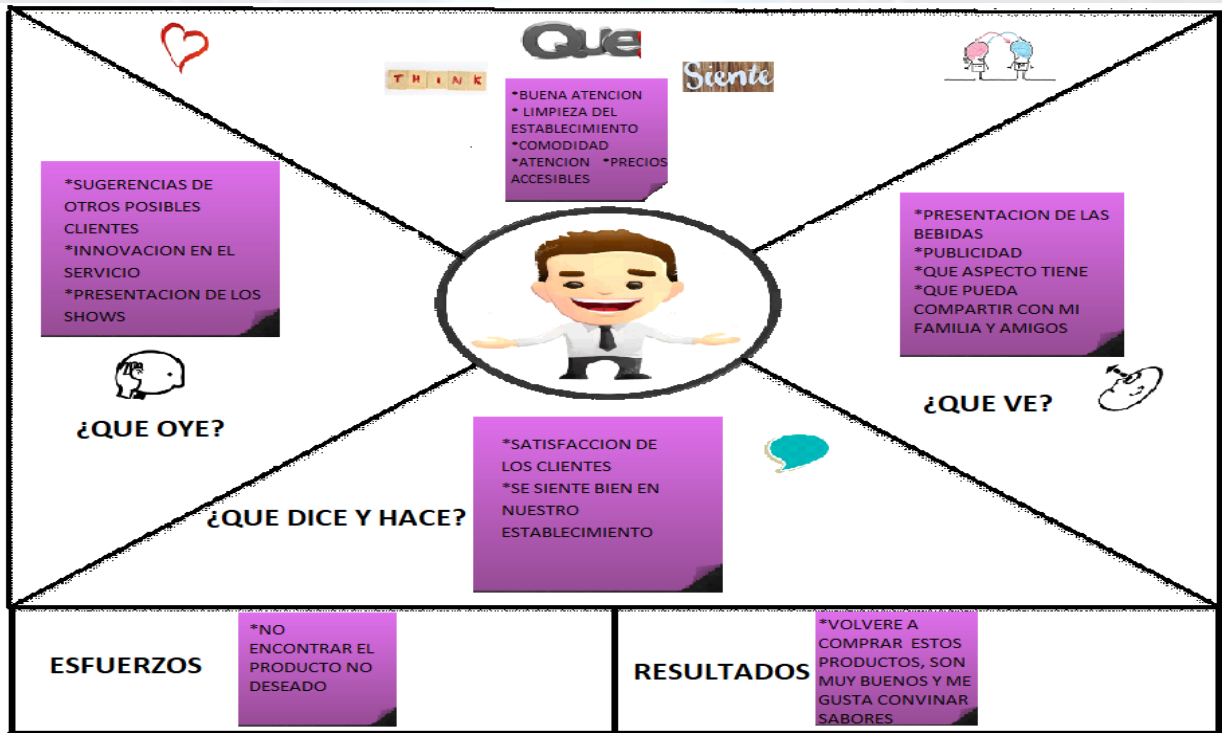 Que
THINK
Siente
*BUENA ATENCION
* LIMPIEZA DEL
ESTABLECIMIENTO
*COMODIDAD
*ATENCION *PRECIOS
ACCESIBLES
*SUGERENCIAS DE
OTROS POSIBLES
CLIENTES
*INNOVACION EN EL
SERVICIO
*PRESENTACION DE LOS
SHOWS
¿QUE OYE?
*PRESENTACION DE LAS
BEBIDAS
*PUBLICIDAD
*QUE ASPECTO TIENE
*QUE PUEDA
COMPARTIR CON MI
FAMILIA Y AMIGOS
¿QUE VE?
¿QUE DICE Y HACE?
*SATISFACCION DE
LOS CLIENTES
*SE SIENTE BIEN EN
NUESTRO
ESTABLECIMIENTO
ESFUERZOS
*NO
ENCONTRAR EL
PRODUCTO NO
DESEADO
RESULTADOS
*VOLVERE A
COMPRAR ESTOS
PRODUCTOS, SON
MUY BUENOS Y ME
GUSTA CONVINAR
SABORES